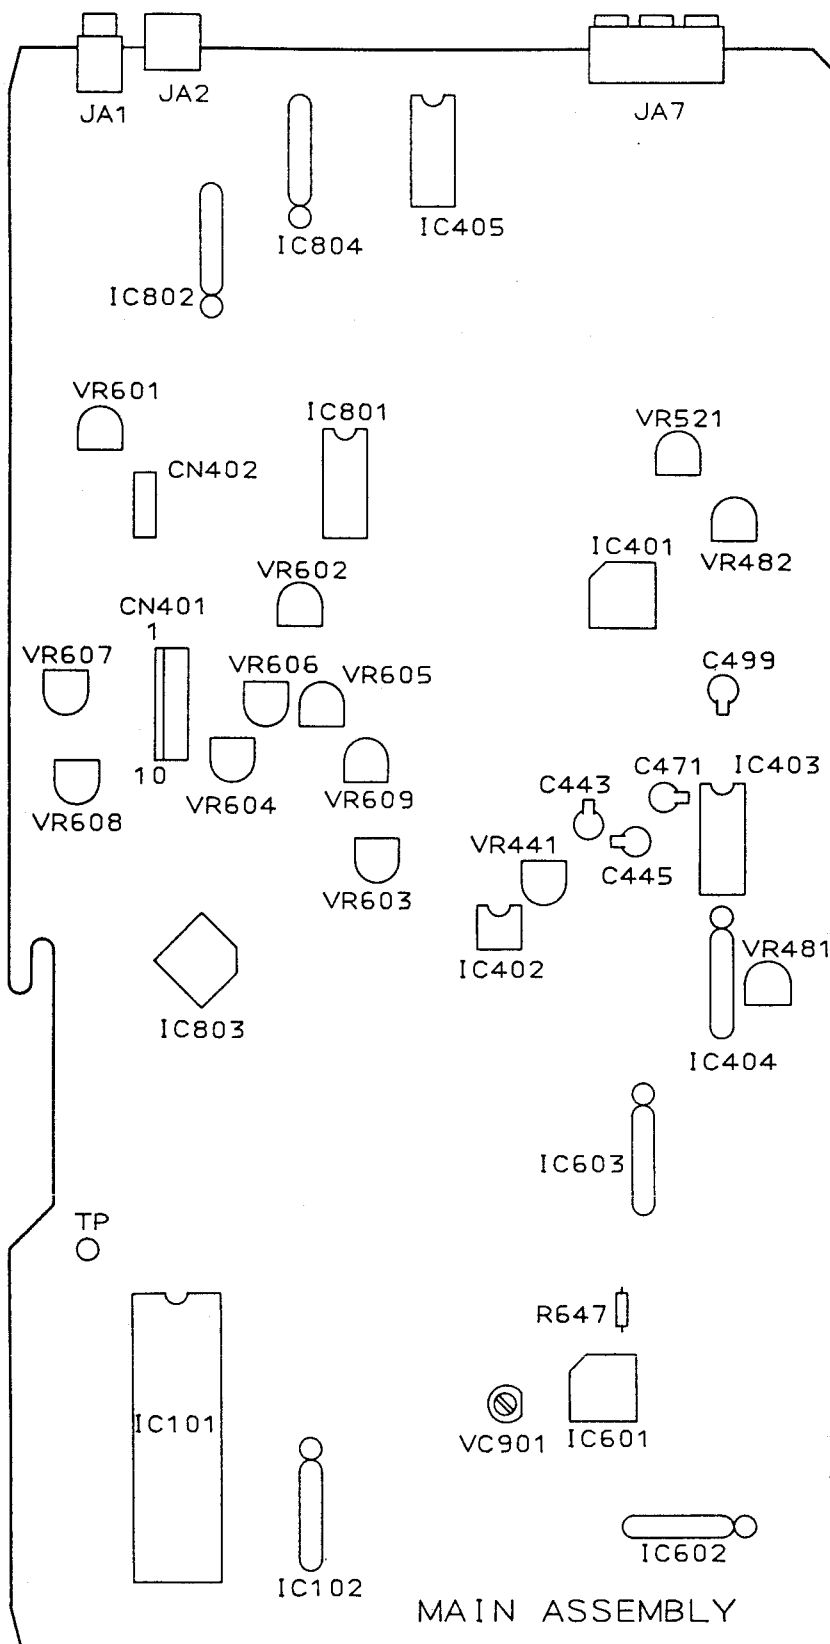 JA1
JA2
JA7
IC804
IC405
IC802
VR601
IC801
VR521
CN402
IC401
VR482
VR602
CN401
1
VR607
VR606
VR605
C499
10
VR608
VR604
VR609
C443
C471
IC403
VR441
C445
VR603
IC402
VR481
IC803
IC404
IC603
TP
R647
IC101
VC901
IC601
IC602
IC102
MAIN ASSEMBLY